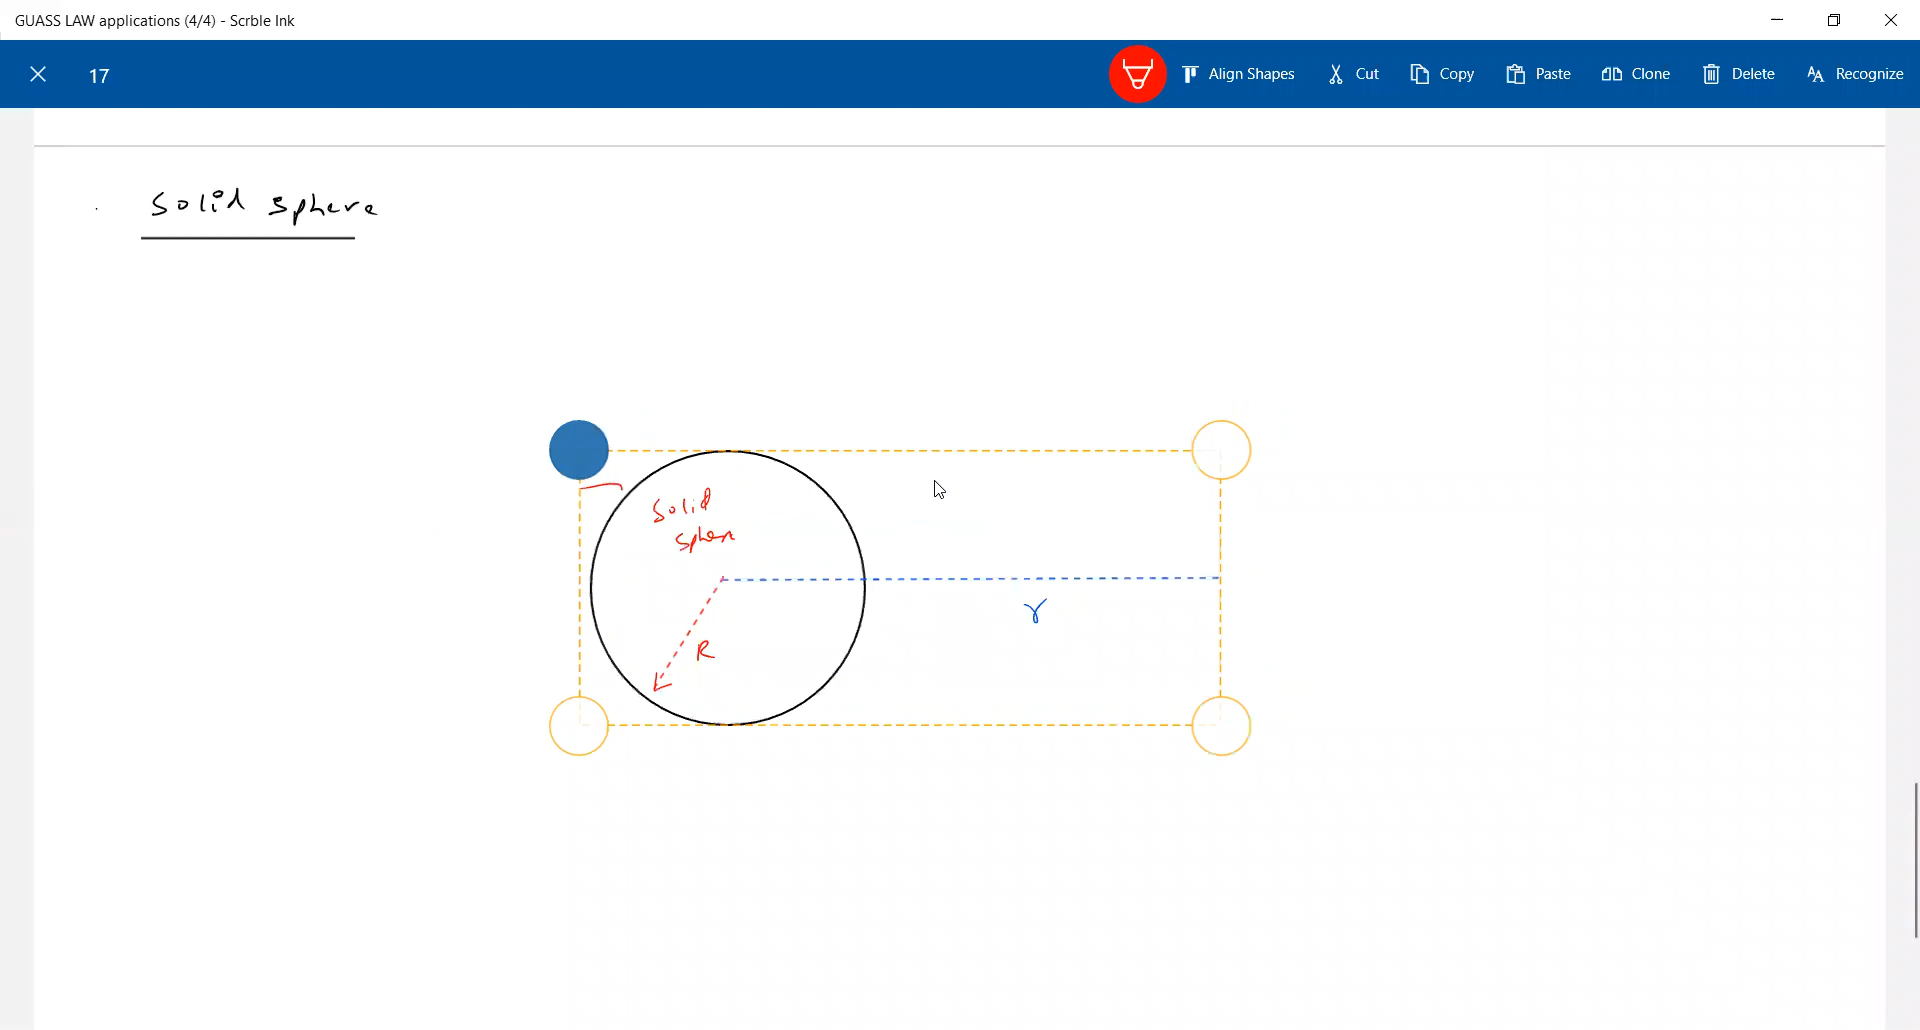 GUASS LAW applications (4/4) - Scrble Ink
17
Align Shapes
Cut
Copy
Paste
Clone
Delete
Recognize
Solid sphere
Solid
sphere
r
R